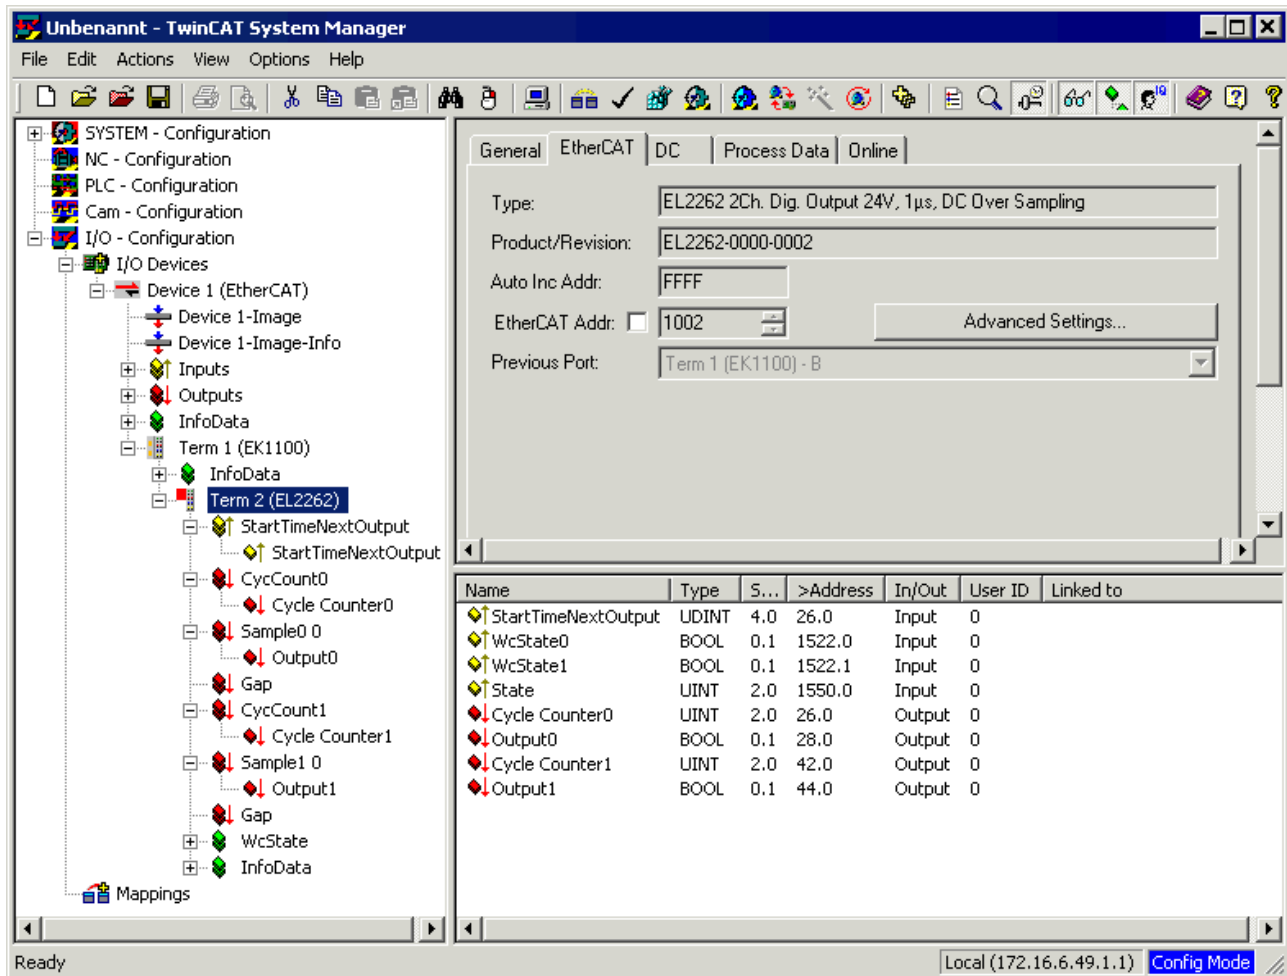 Unbenannt - TwinCAT System Manager
File Edit Actions View Options Help
SYSTEM - Configuration
NC - Configuration
PLC - Configuration
Cam - Configuration
I/O - Configuration
I/O Devices
Device 1 (EtherCAT)
Device 1-Image
Device 1-Image-Info
Inputs
Outputs
InfoData
Term 1 (EK1100)
InfoData
Term 2 (EL2262)
StartTimeNextOutput
StartTimeNextOutput
CycCount0
Cycle Counter0
Sample0 0
Output0
Gap
CycCount1
Cycle Counter1
Sample1 0
Output1
Gap
WcState
InfoData
Mappings
General EtherCAT DC Process Data Online
Type: EL2262 2Ch. Dig. Output 24V, 1µs, DC Over Sampling
Product/Revision: EL2262-0000-0002
Auto Inc Addr: FFFF
EtherCAT Addr: 1002 Advanced Settings...
Previous Port: Term 1 (EK1100) - B
Name Type S... >Address In/Out User ID Linked to
StartTimeNextOutput UDINT 4.0 26.0 Input 0
WcState0 BOOL 0.1 1522.0 Input 0
WcState1 BOOL 0.1 1522.1 Input 0
State UINT 2.0 1550.0 Input 0
Cycle Counter0 UINT 2.0 26.0 Output 0
Output0 BOOL 0.1 28.0 Output 0
Cycle Counter1 UINT 2.0 42.0 Output 0
Output1 BOOL 0.1 44.0 Output 0
Ready Local (172.16.6.49.1.1) Config Mode